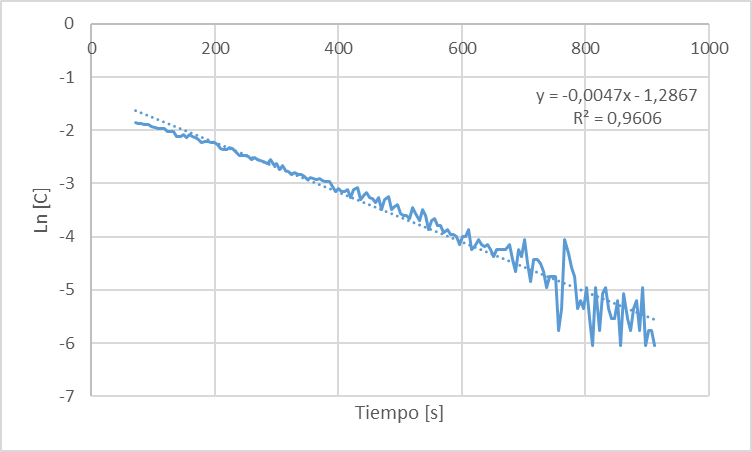 0
0 200 400 600 800 1000
-1
y = -0,0047x - 1,2867
R² = 0,9606
-2
-3
Ln [C]
-4
-5
-6
-7
Tiempo [s]